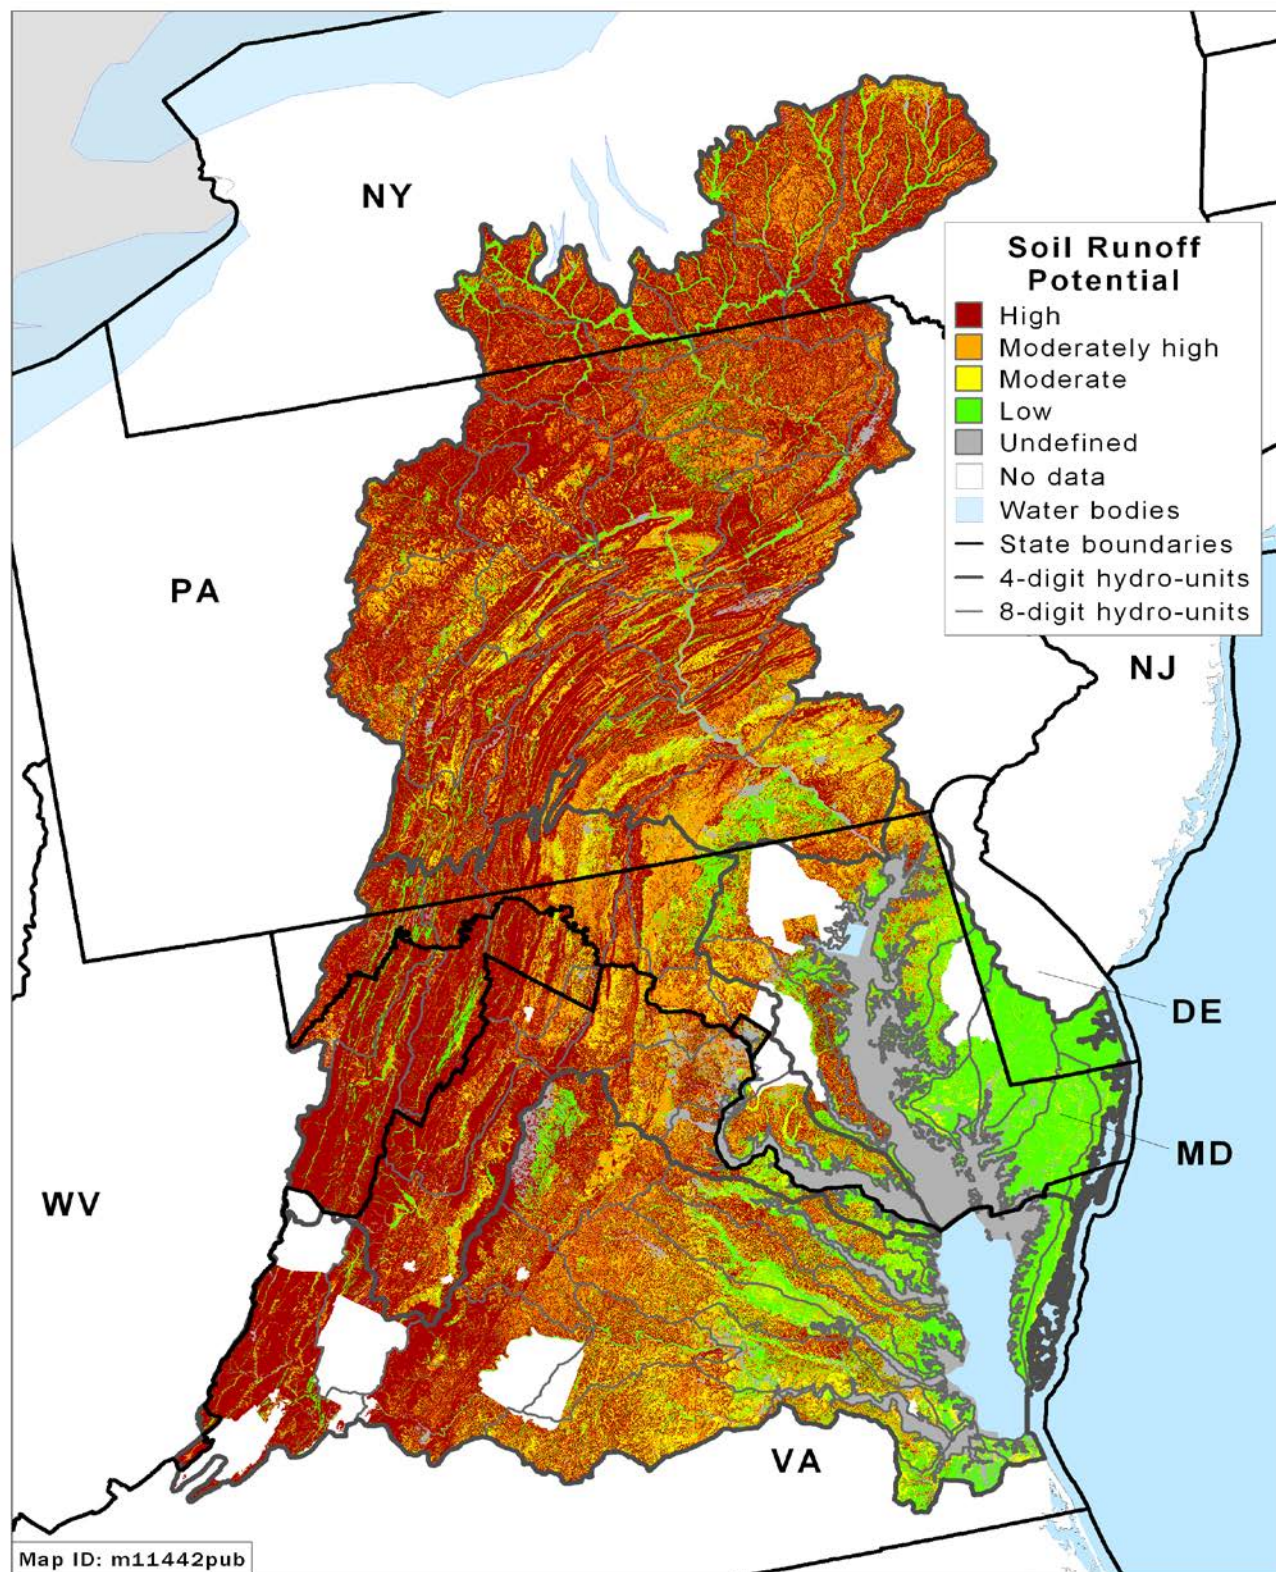 NY
Soil Runoff
Potential
High
Moderately high
Moderate
Low
Undefined
No data
Water bodies
State boundaries
4-digit hydro-units
8-digit hydro-units
PA
NJ
DE
MD
WV
VA
Map ID: m11442pub